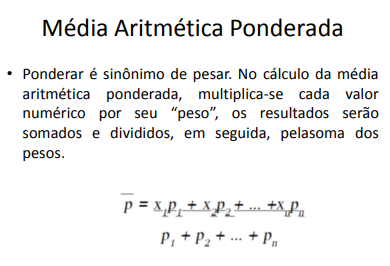 Média Aritmética Ponderada
• Ponderar é sinônimo de pesar. No cálculo da média
aritmética ponderada, multiplica-se cada valor
numérico por seu “peso”, os resultados serão
somados e divididos, em seguida, pelasoma dos
pesos.
p̅ = x₁p₁ + x₂p₂ + ... +xₙpₙ
p₁ + p₂ + ... + pₙ